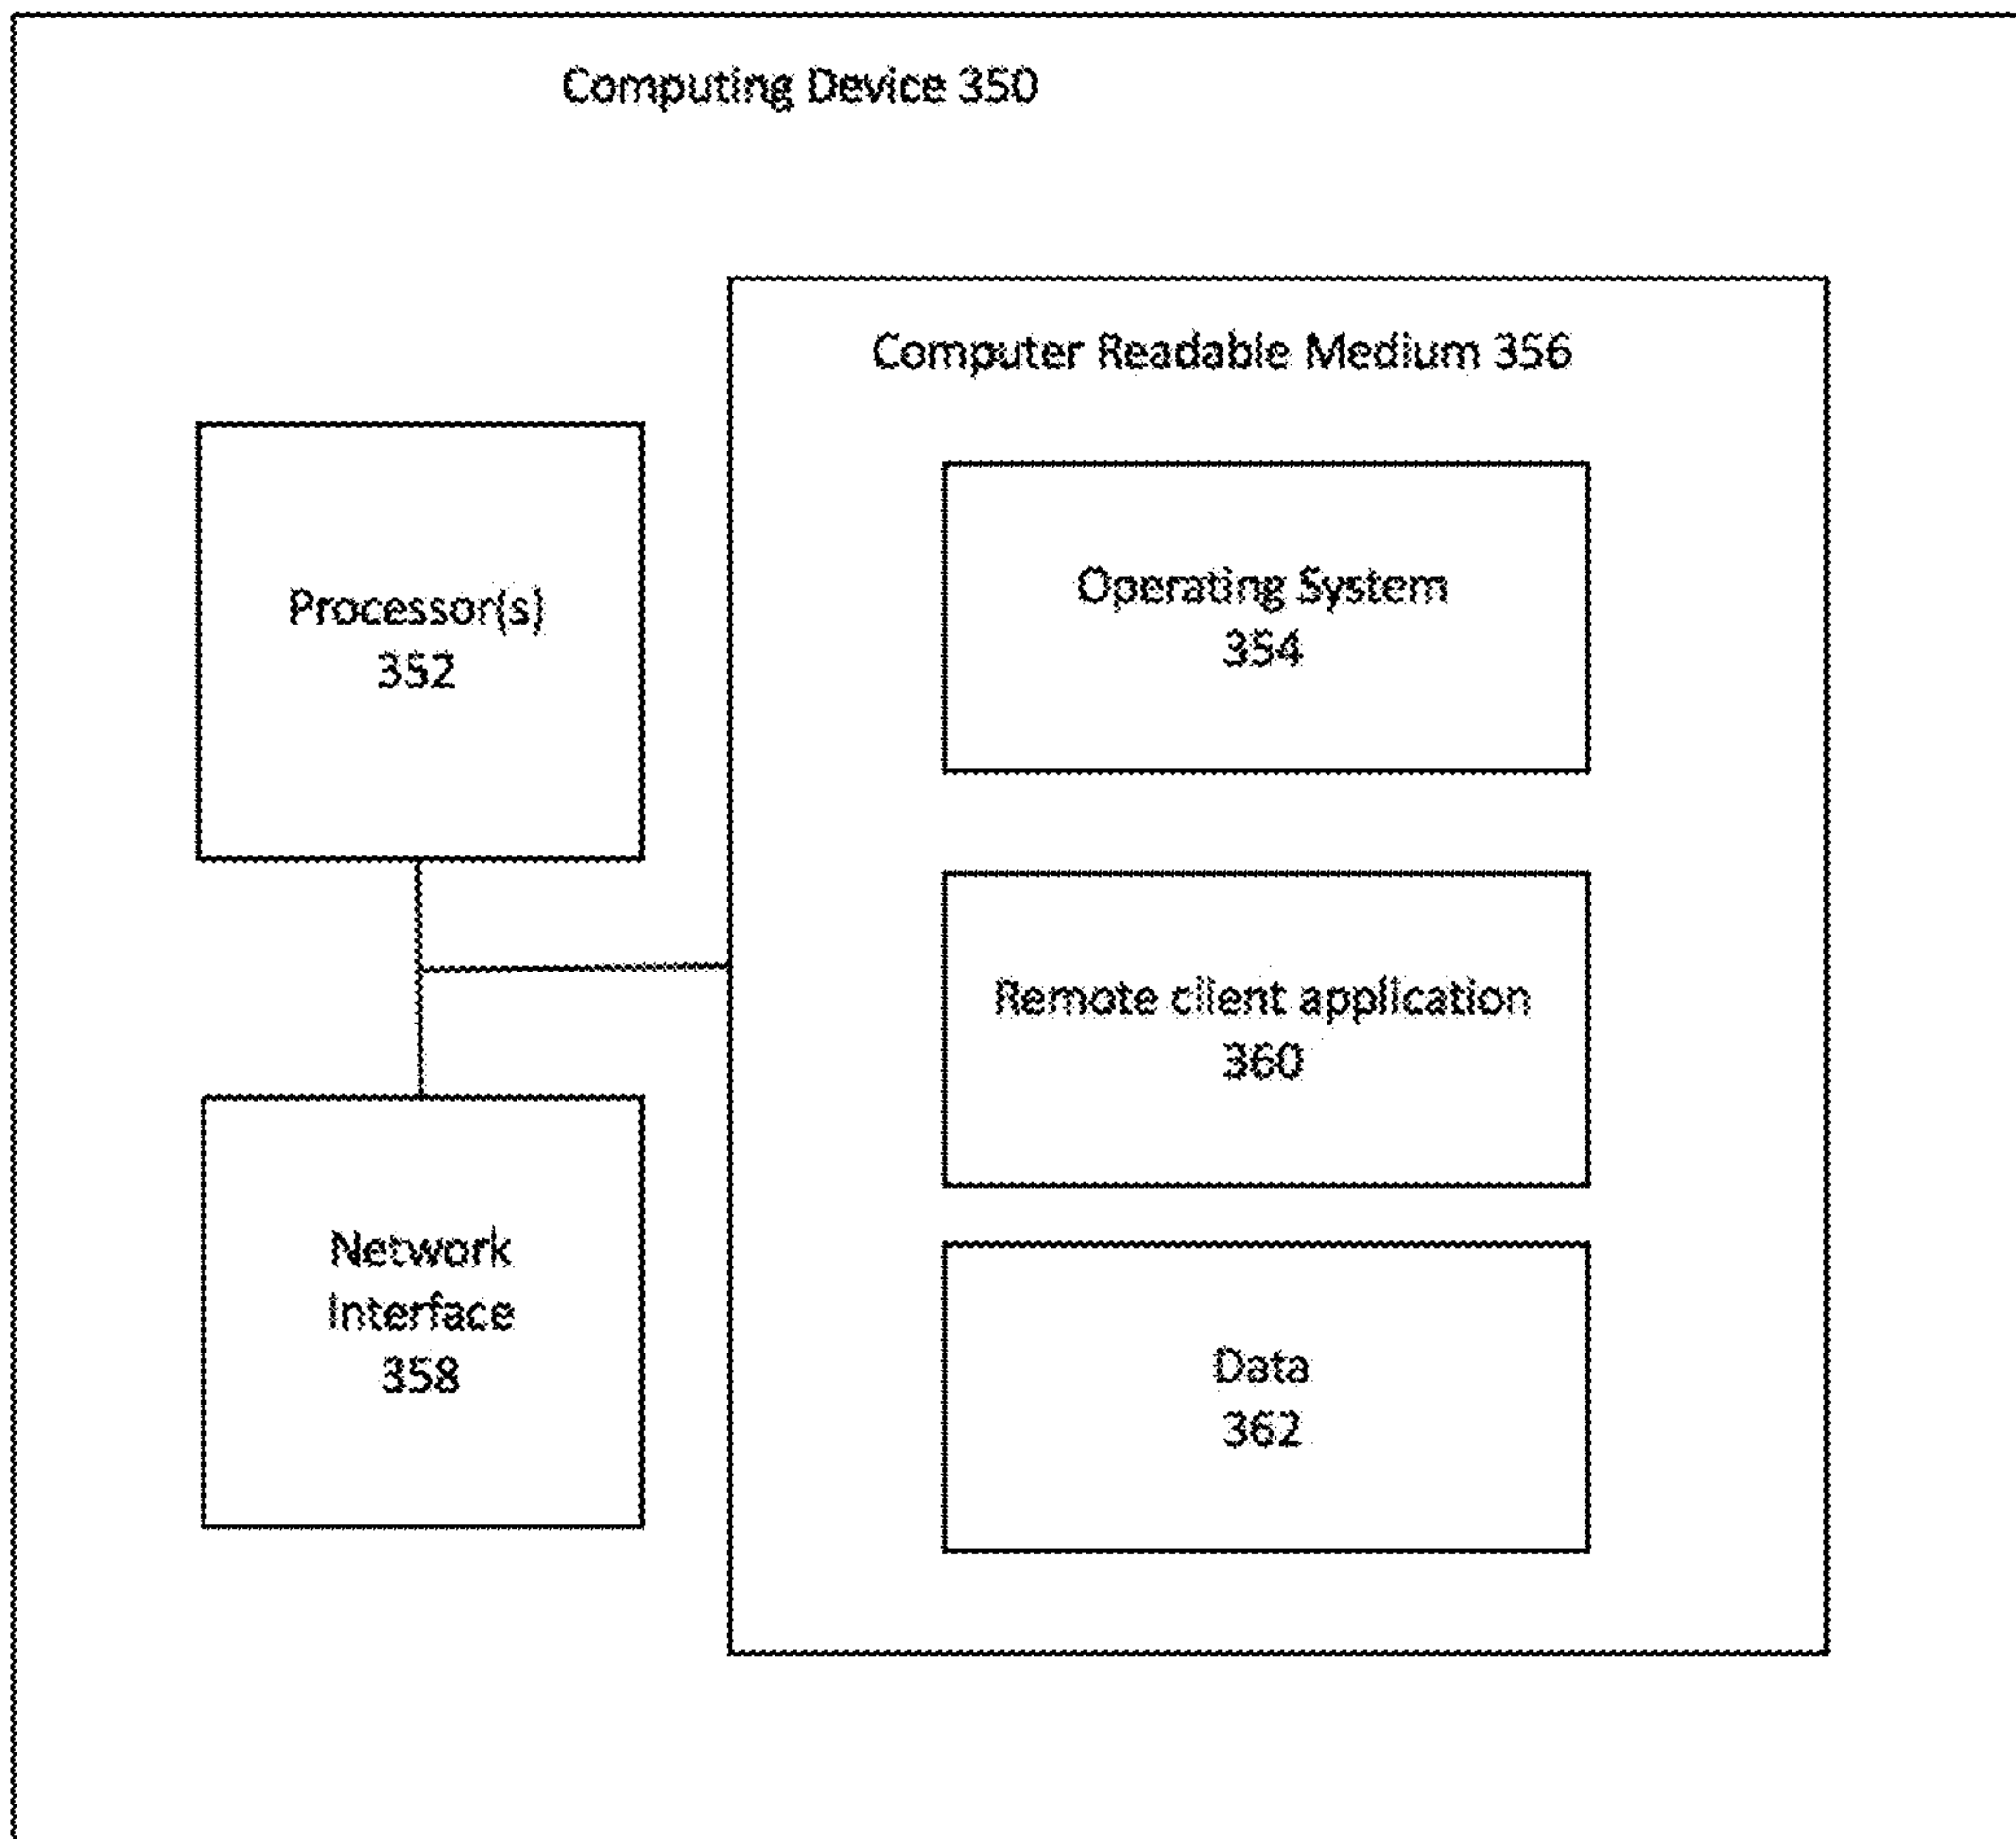 Computing Device 350
Computer Readable Medium 356
Processor(s)
352
Operating System
354
Remote client application
360
Network
Interface
358
Data
362